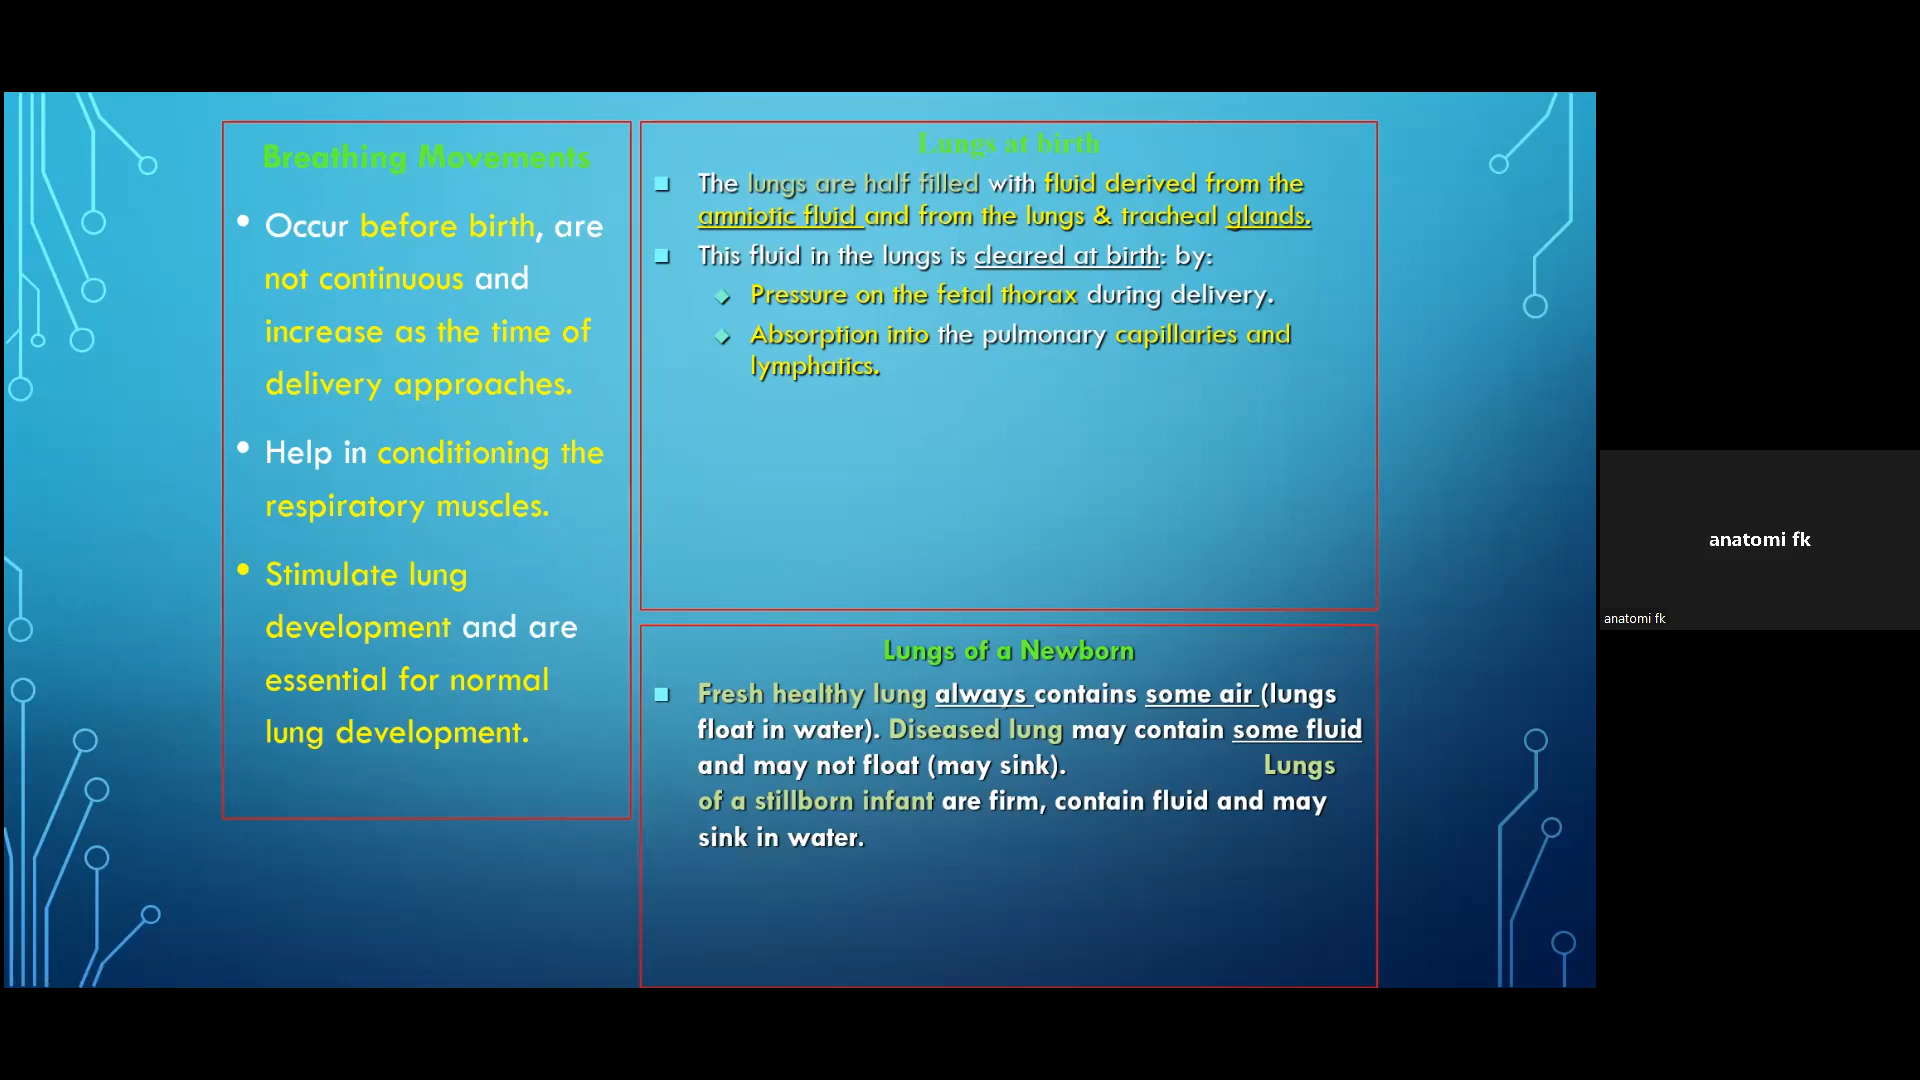 Breathing Movements
• Occur before birth, are
not continuous and
increase as the time of
delivery approaches.
• Help in conditioning the
respiratory muscles.
• Stimulate lung
development and are
essential for normal
lung development.
Lungs at birth
The lungs are half filled with fluid derived from the
amniotic fluid and from the lungs & tracheal glands.
This fluid in the lungs is cleared at birth: by:
Pressure on the fetal thorax during delivery.
Absorption into the pulmonary capillaries and
lymphatics.
Lungs of a Newborn
Fresh healthy lung always contains some air (lungs
float in water). Diseased lung may contain some fluid
and may not float (may sink). Lungs
of a stillborn infant are firm, contain fluid and may
sink in water.
anatomi fk
anatomi fk